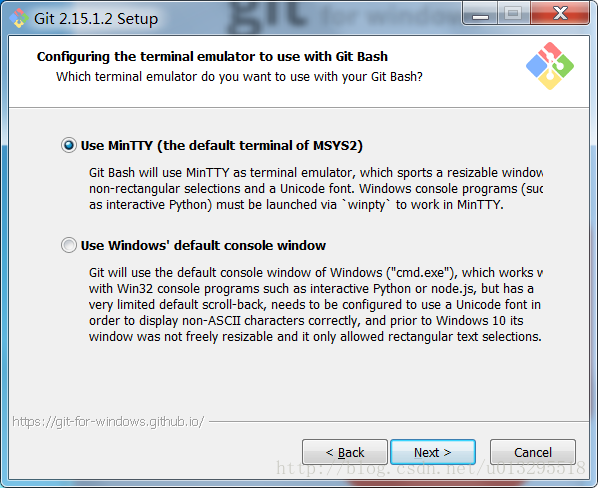 git for windows
Git 2.15.1.2 Setup
Configuring the terminal emulator to use with Git Bash
Which terminal emulator do you want to use with your Git Bash?
Use MinTTY (the default terminal of MSYS2)
Git Bash will use MinTTY as terminal emulator, which sports a resizable window
non-rectangular selections and a Unicode font. Windows console programs (suc
as interactive Python) must be launched via `winpty` to work in MinTTY.
Use Windows' default console window
Git will use the default console window of Windows ("cmd.exe"), which works w
with Win32 console programs such as interactive Python or node.js, but has a
very limited default scroll-back, needs to be configured to use a Unicode font in
order to display non-ASCII characters correctly, and prior to Windows 10 its
window was not freely resizable and it only allowed rectangular text selections.
https://git-for-windows.github.io/
< Back
Next >
Cancel
http://blog.csdn.net/u013295518